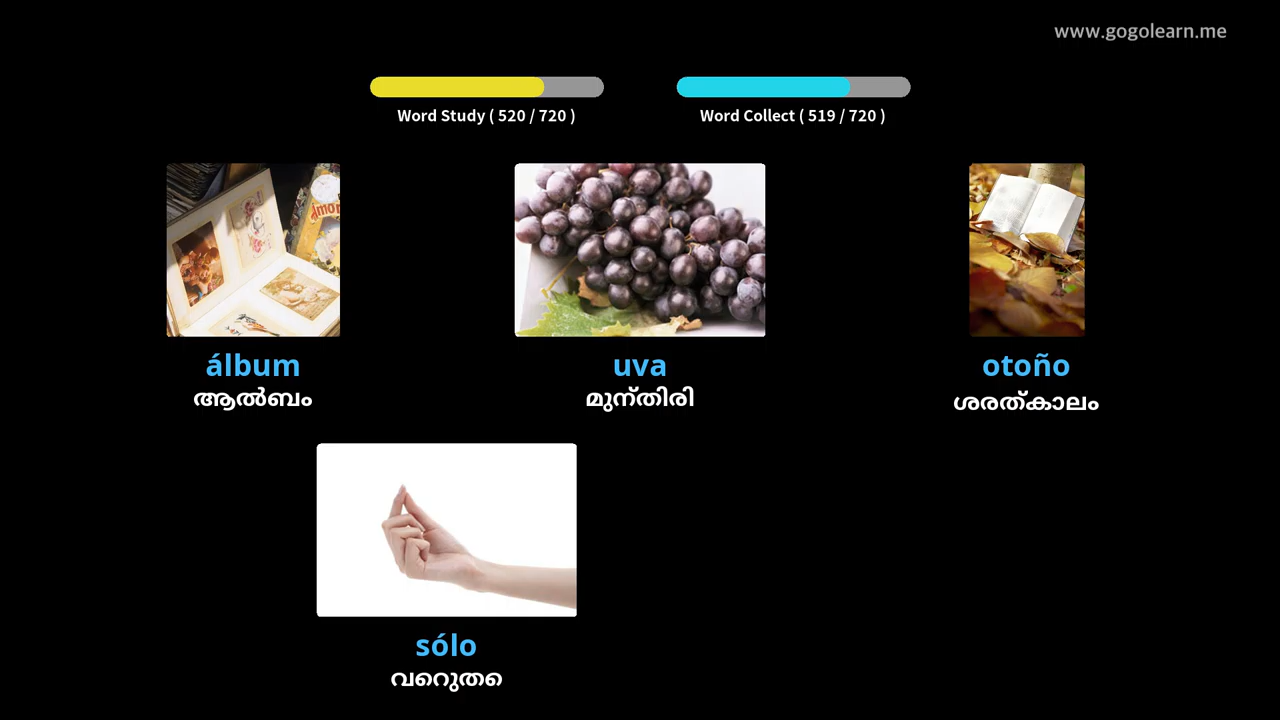 www.gogolearn.me
Word Study ( 520 / 720 )
Word Collect ( 519 / 720 )
álbum
ആൽബം
uva
മുന്തിരി
otoño
ശരത്കാലം
sólo
വെറുതെ